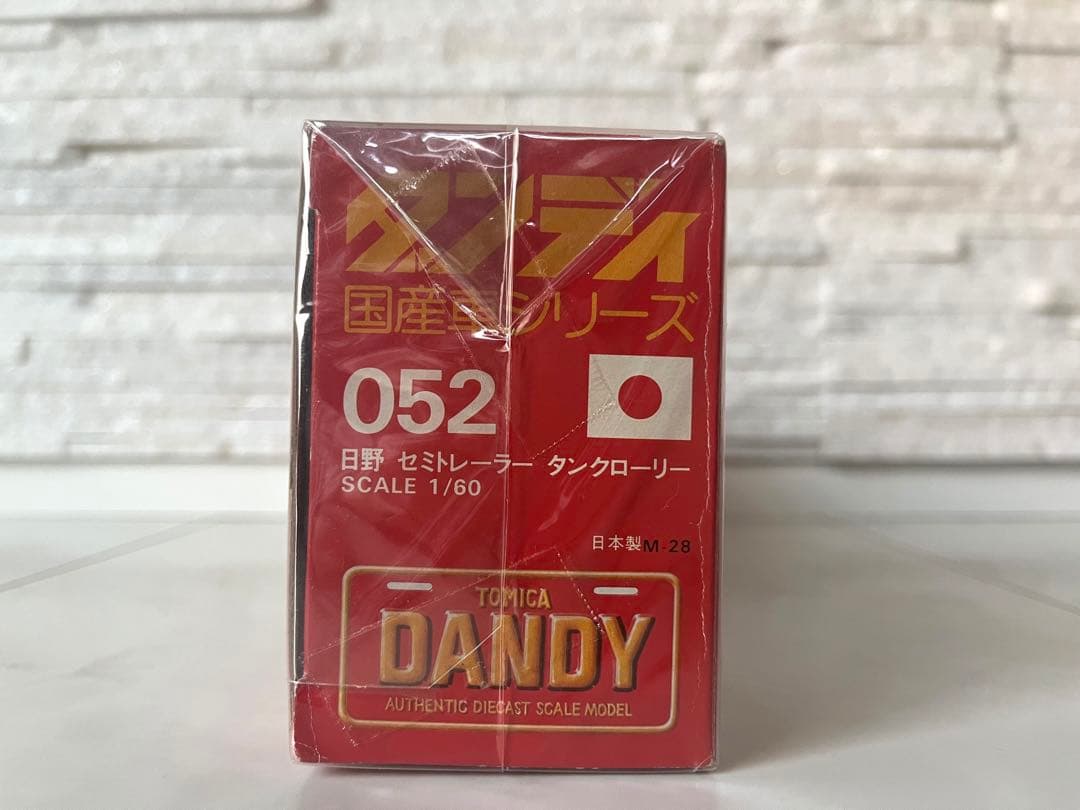 ダンディ
国産車シリーズ
052
日野 セミトレーラー タンクローリー
SCALE 1/60
日本製 M-28
TOMICA
DANDY
AUTHENTIC DIECAST SCALE MODEL